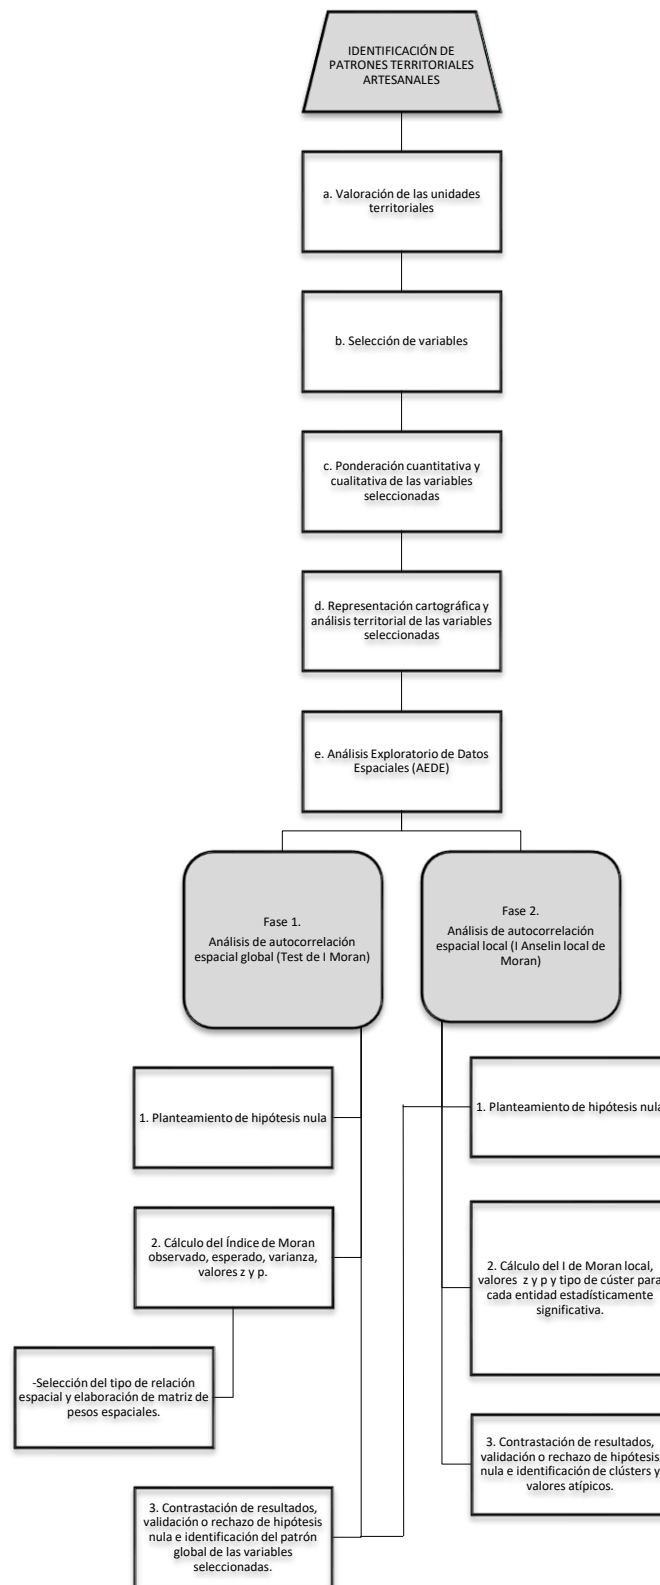 IDENTIFICACIÓN DE
PATRONES TERRITORIALES
ARTESANALES
a. Valoración de las unidades
territoriales
b. Selección de variables
c. Ponderación cuantitativa y
cualitativa de las variables
seleccionadas
d. Representación cartográfica y
análisis territorial de las variables
seleccionadas
e. Análisis Exploratorio de Datos
Espaciales (AEDE)
Fase 1.
Análisis de autocorrelación
espacial global (Test de I Moran)
1. Planteamiento de hipótesis nula
2. Cálculo del Índice de Moran
observado, esperado, varianza,
valores z y p.
-Selección del tipo de relación
espacial y elaboración de matriz de
pesos espaciales.
3. Contrastación de resultados,
validación o rechazo de hipótesis
nula e identificación del patrón
global de las variables
seleccionadas.
Fase 2.
Análisis de autocorrelación
espacial local (I Anselin local de
Moran)
1. Planteamiento de hipótesis nula
2. Cálculo del I de Moran local,
valores z y p y tipo de cúster para
cada entidad estadísticamente
significativa.
3. Contrastación de resultados,
validación o rechazo de hipótesis
nula e identificación de clústers y
valores atípicos.